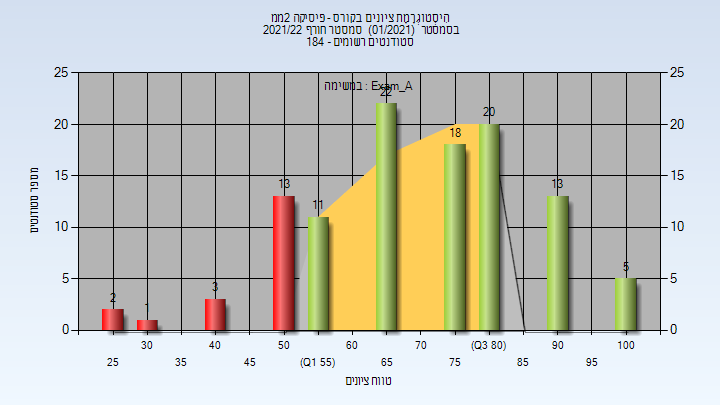 היסטוגרמת ציונים בקורס - פיסיקה 2ממ
בסמסטר (01/2021) סמסטר חורף 2021/22
סטודנטים רשומים - 184
במשימה : Exam_A
מספר סטודנטים
25 20 15 10 5 0
25 20 15 10 5 0
2 1 3 13 11 22 18 20 13 5
30 40 50 60 70 (Q3 80) 90 100
25 35 45 (Q1 55) 65 75 85 95
טווח ציונים